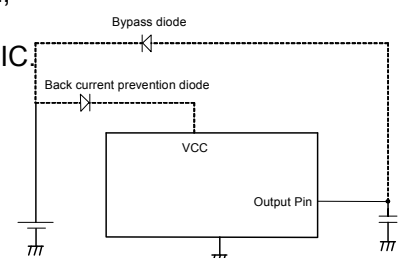 Bypass diode
IC.
Back current prevention diode
VCC
Output Pin